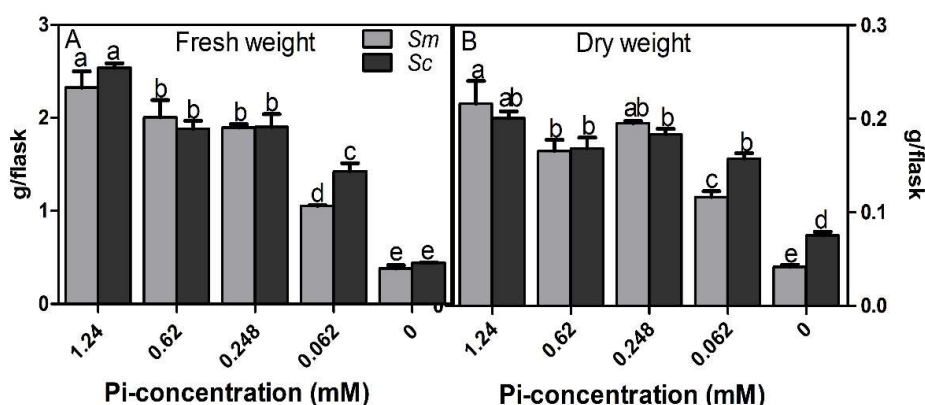 A Fresh weight
Sm
Sc
B Dry weight
g/flask
3
2
1
0
a a b b b b d c e e
1.24 0.62 0.248 0.062 0
Pi-concentration (mM)
0.3
0.2
0.1
0.0
0
g/flask
a ab b b ab b c b e d
1.24 0.62 0.248 0.062 0
Pi-concentration (mM)